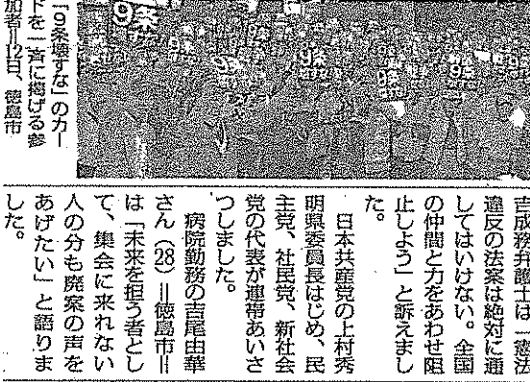 「９条壊すな」のカー
ドを一斉に掲げる参
加者＝12日、徳島市
吉成務弁護士は「憲法
違反の法案は絶対に通
してはいけない。全国
の仲間と力をあわせ阻
止しよう」と訴えまし
た。
日本共産党の上村秀
明県委員長はじめ、民
主党、社民党、新社会
党の代表が連帯あいさ
つしました。
病院勤務の吉尾由華
さん（28）＝徳島市＝
は「未来を担う者とし
て、集会に来れない
人の分も廃案の声を
あげたい」と語りま
した。